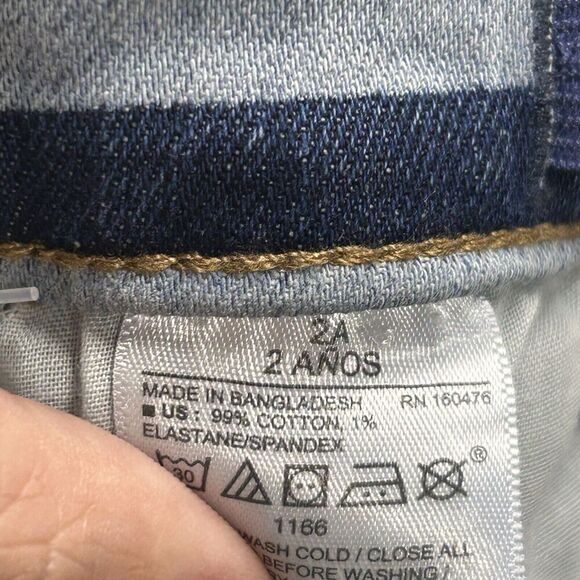 2A
2 AÑOS
MADE IN BANGLADESH RN 160476
■ US : 99% COTTON, 1%
ELASTANE/SPANDEX
30
®
1166
WASH COLD / CLOSE ALL
BEFORE WASHING /